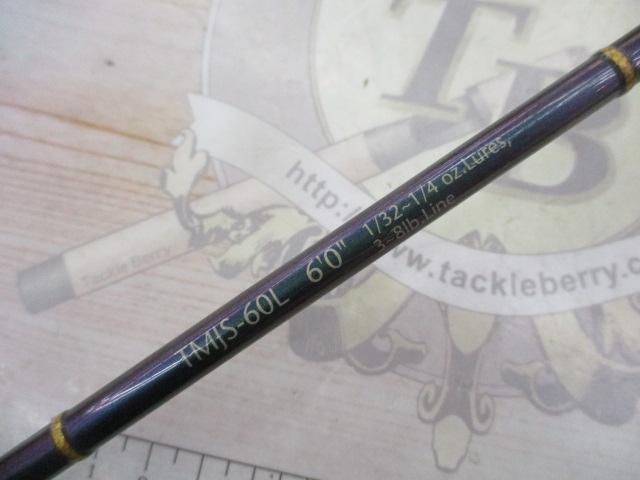 TMJS-60L 6'0" 1/32~1/4 oz.Lures,
3-8lb.Line
TB
http:/
www.tackleberry.c
Tackle Berry